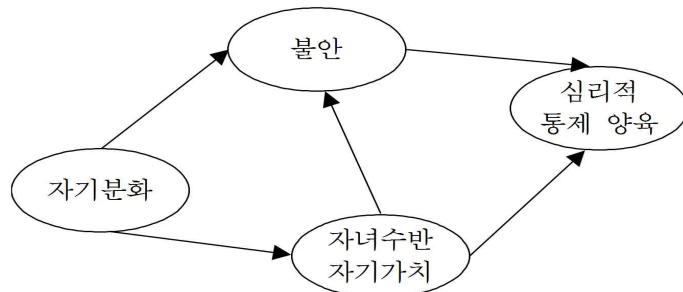 불안
심리적
통제 양육
자기분화
자녀수반
자기가치